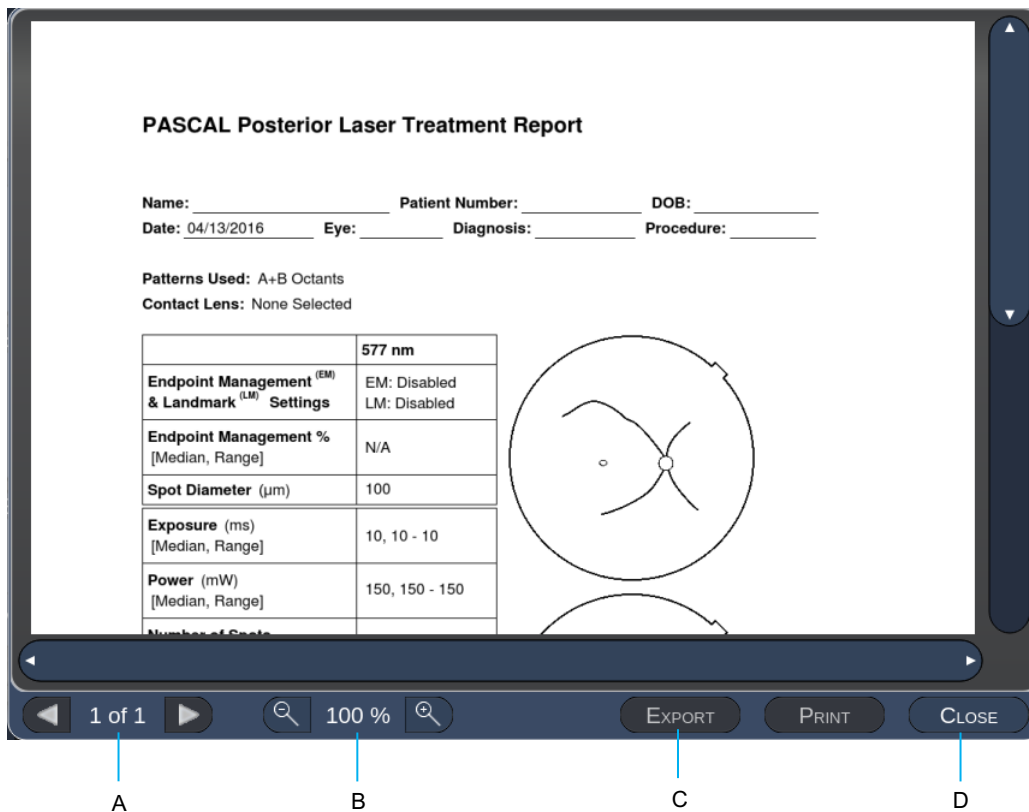 PASCAL Posterior Laser Treatment Report
Name: Patient Number: DOB:
Date: 04/13/2016 Eye: Diagnosis: Procedure:
Patterns Used: A+B Octants
Contact Lens: None Selected
577 nm
Endpoint Management (EM)
& Landmark (LM) Settings
EM: Disabled
LM: Disabled
Endpoint Management %
[Median, Range]
N/A
Spot Diameter (µm) 100
Exposure (ms)
[Median, Range]
10, 10 - 10
Power (mW)
[Median, Range]
150, 150 - 150
Number of Spots
1 of 1 100 % EXPORT PRINT CLOSE
A B C D